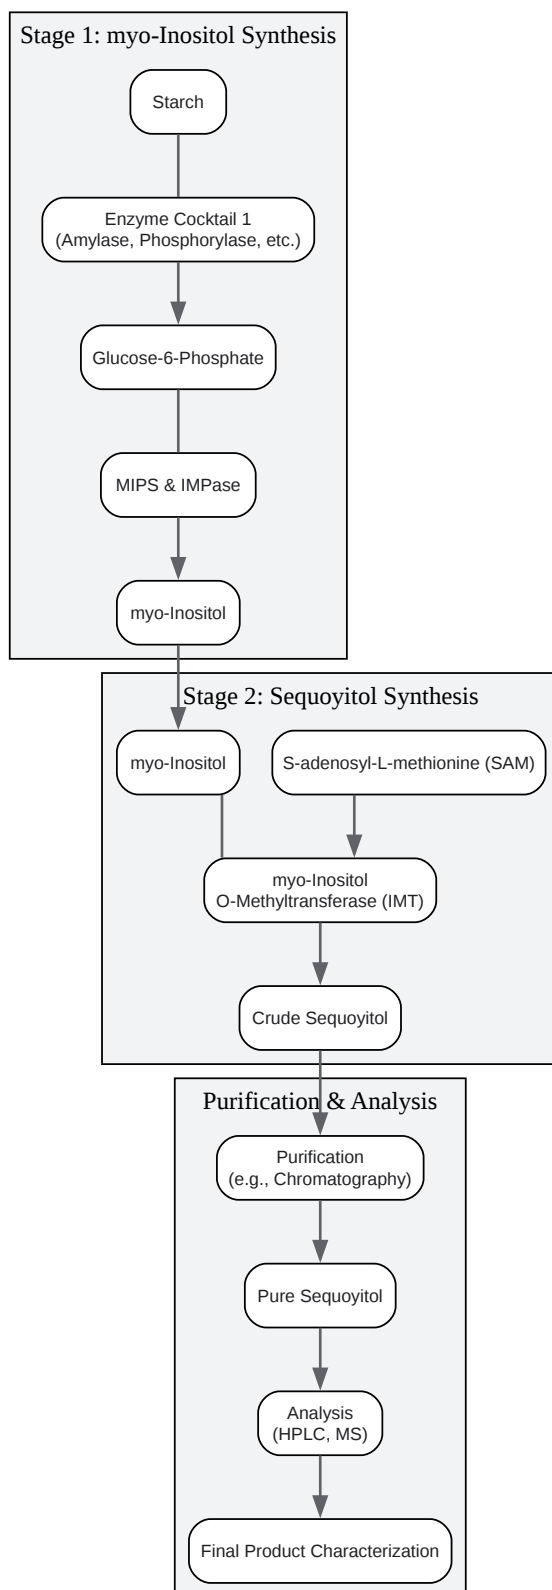 Stage 1: myo-Inositol Synthesis
Starch
Enzyme Cocktail 1
(Amylase, Phosphorylase, etc.)
Glucose-6-Phosphate
MIPS & IMPase
myo-Inositol
Stage 2: Sequoyitol Synthesis
myo-Inositol
S-adenosyl-L-methionine (SAM)
myo-Inositol
O-Methyltransferase (IMT)
Crude Sequoyitol
Purification & Analysis
Purification
(e.g., Chromatography)
Pure Sequoyitol
Analysis
(HPLC, MS)
Final Product Characterization